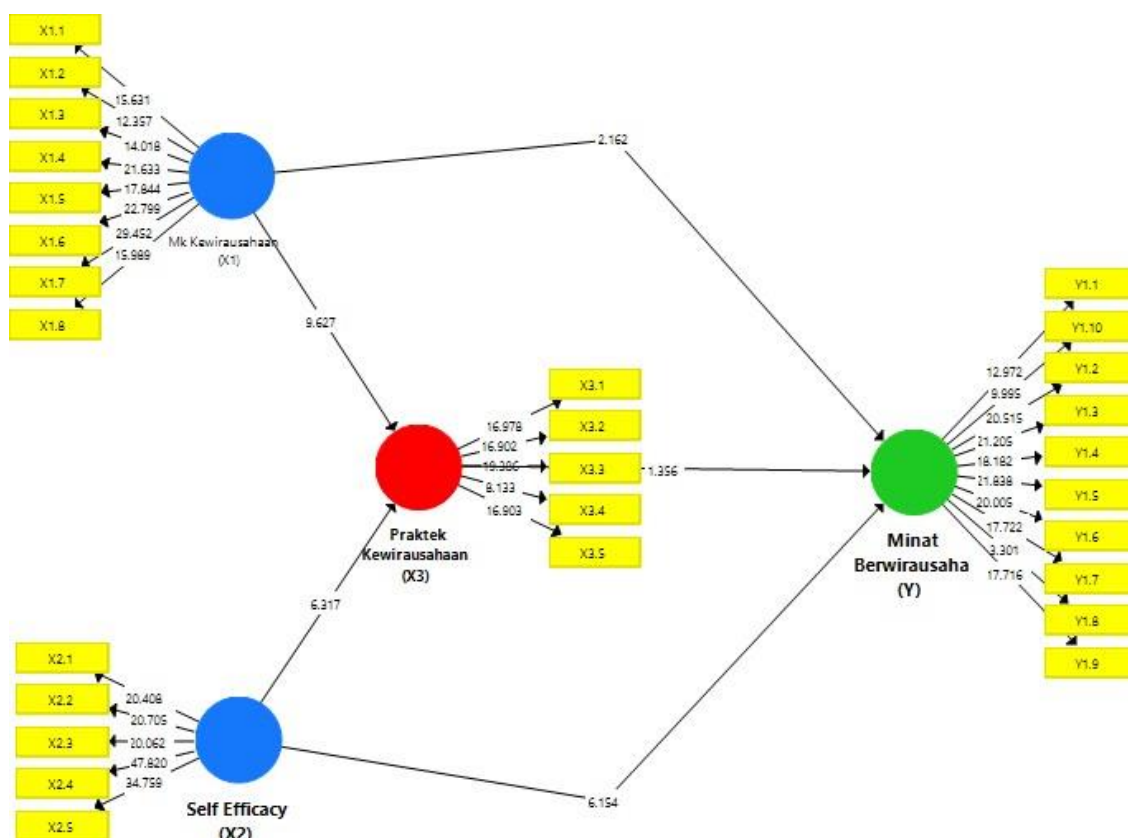 X1.1
X1.2
X1.3
X1.4
X1.5
X1.6
X1.7
X1.8
15.631
12.357
14.018
21.633
17.844
22.799
29.452
15.989
Mk Kewirausahaan
(X1)
2.162
9.627
X3.1
X3.2
X3.3
X3.4
X3.5
16.978
16.902
19.386
8.133
16.903
Praktek
Kewirausahaan
(X3)
1.356
6.317
X2.1
X2.2
X2.3
X2.4
X2.5
20.408
20.705
20.062
47.820
34.759
Self Efficacy
(X2)
6.154
Y1.1
Y1.10
Y1.2
Y1.3
Y1.4
Y1.5
Y1.6
Y1.7
Y1.8
Y1.9
12.972
9.995
20.515
21.205
18.182
21.838
20.005
17.722
3.301
17.716
Minat
Berwirausaha
(Y)